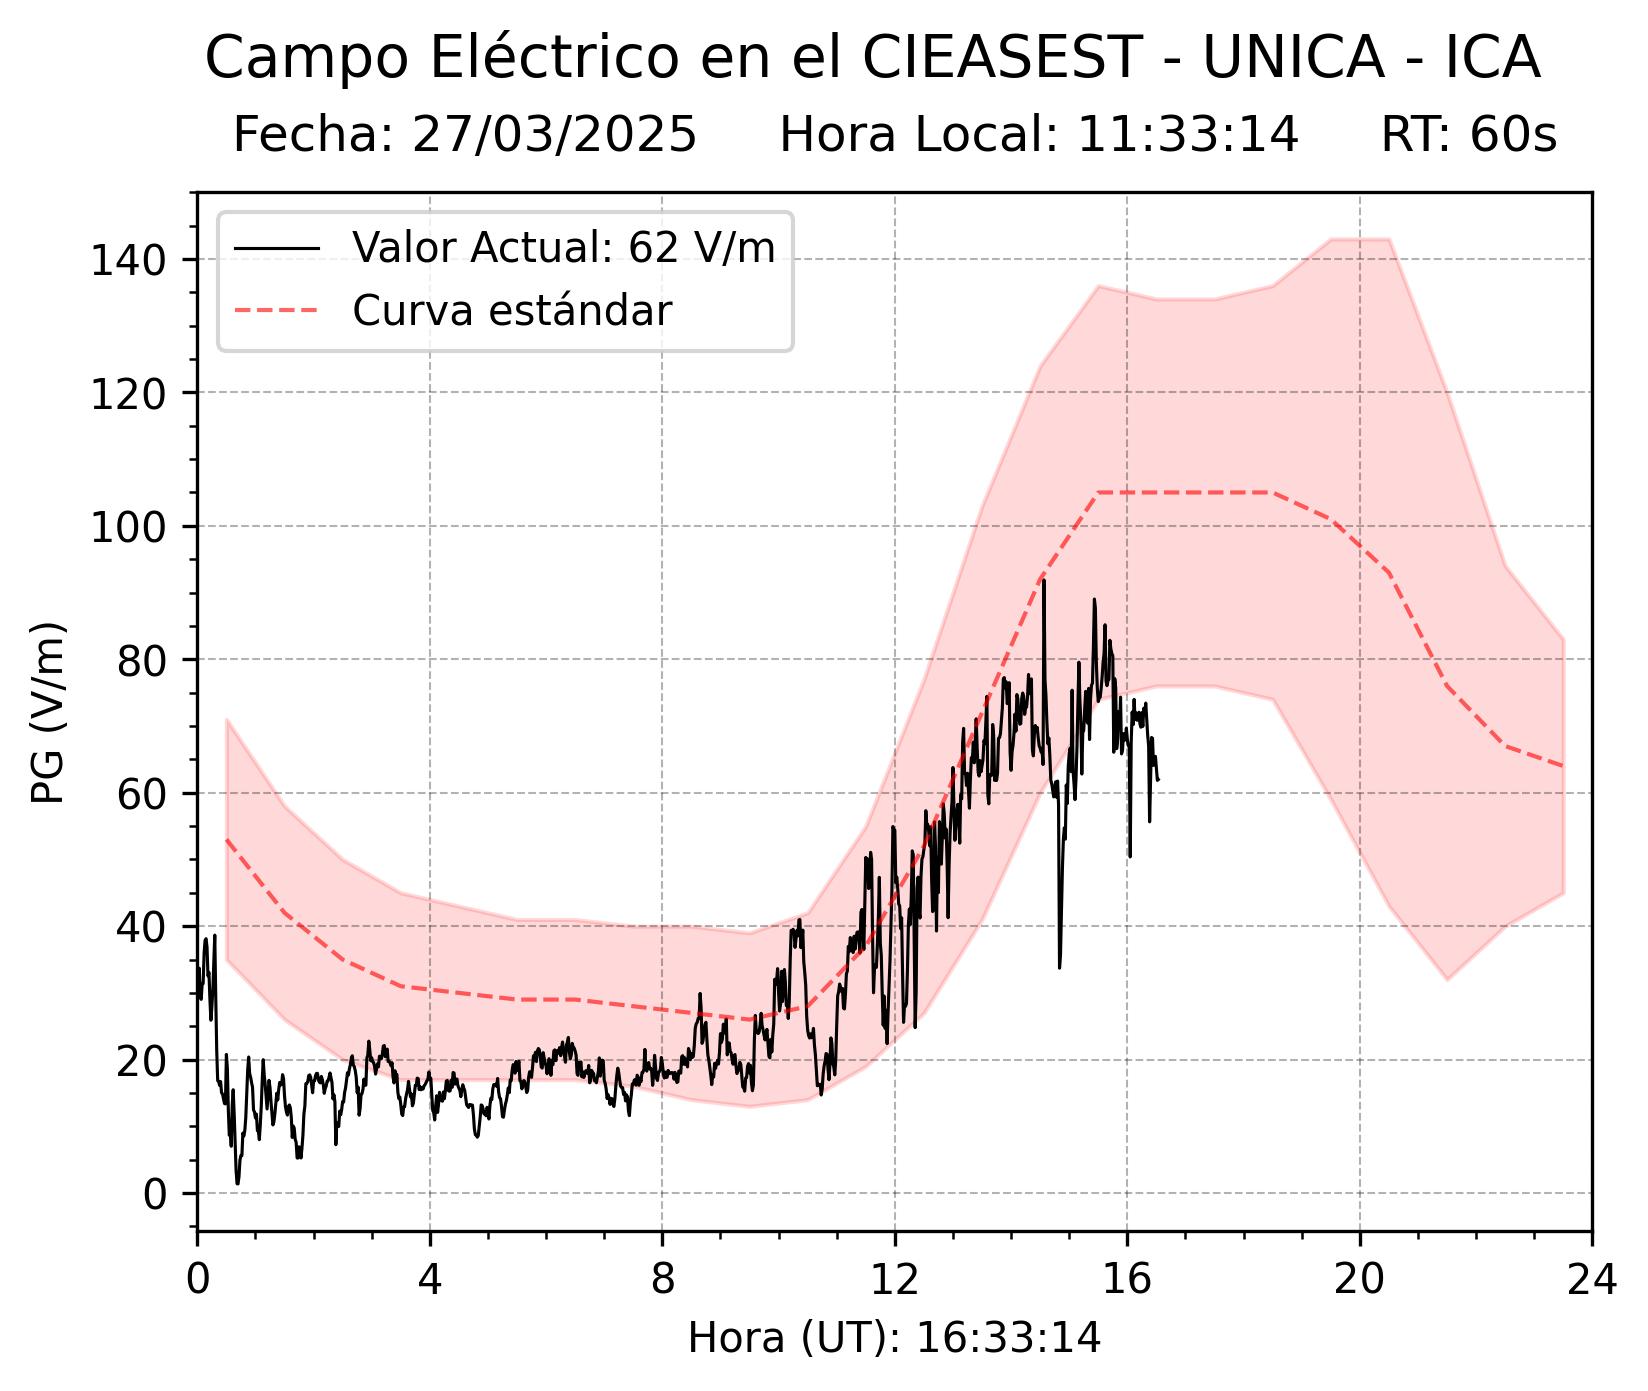 Campo Eléctrico en el CIEASEST - UNICA - ICA
Fecha: 27/03/2025 Hora Local: 11:33:14 RT: 60s
Valor Actual: 62 V/m
Curva estándar
PG (V/m)
140
120
100
80
60
40
20
0
0 4 8 12 16 20 24
Hora (UT): 16:33:14